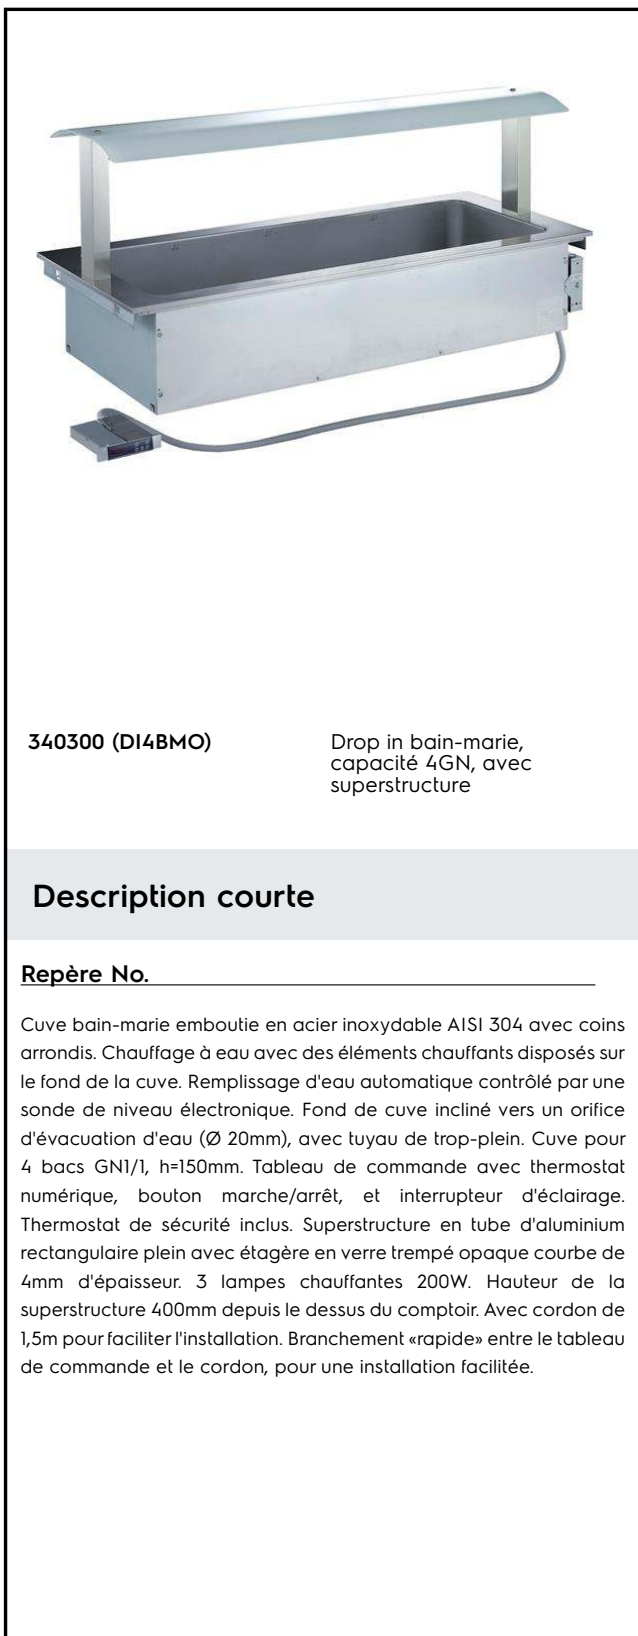 340300 (DI4BMO)
Drop in bain-marie,
capacité 4GN, avec
superstructure
Description courte
Repère No.
Cuve bain-marie emboutie en acier inoxydable AISI 304 avec coins
arrondis. Chauffage à eau avec des éléments chauffants disposés sur
le fond de la cuve. Remplissage d'eau automatique contrôlé par une
sonde de niveau électronique. Fond de cuve incliné vers un orifice
d'évacuation d'eau (Ø 20mm), avec tuyau de trop-plein. Cuve pour
4 bacs GN1/1, h=150mm. Tableau de commande avec thermostat
numérique, bouton marche/arrêt, et interrupteur d'éclairage.
Thermostat de sécurité inclus. Superstructure en tube d'aluminium
rectangulaire plein avec étagère en verre trempé opaque courbe de
4mm d'épaisseur. 3 lampes chauffantes 200W. Hauteur de la
superstructure 400mm depuis le dessus du comptoir. Avec cordon de
1,5m pour faciliter l'installation. Branchement «rapide» entre le tableau
de commande et le cordon, pour une installation facilitée.